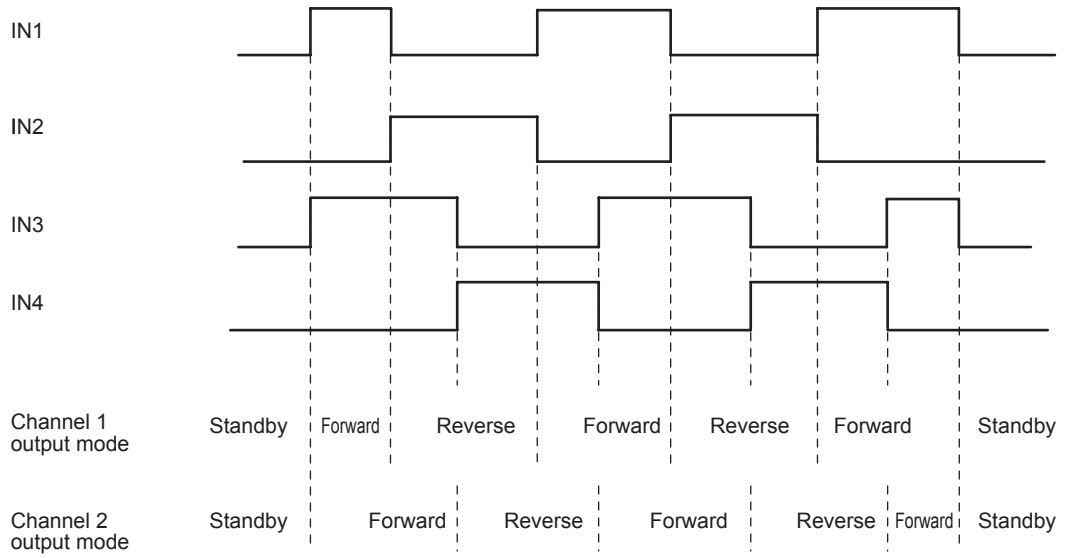 IN1
IN2
IN3
IN4
Channel 1
output mode
Standby Forward Reverse Forward Reverse Forward Standby
Channel 2
output mode
Standby Forward Reverse Forward Reverse Forward Standby